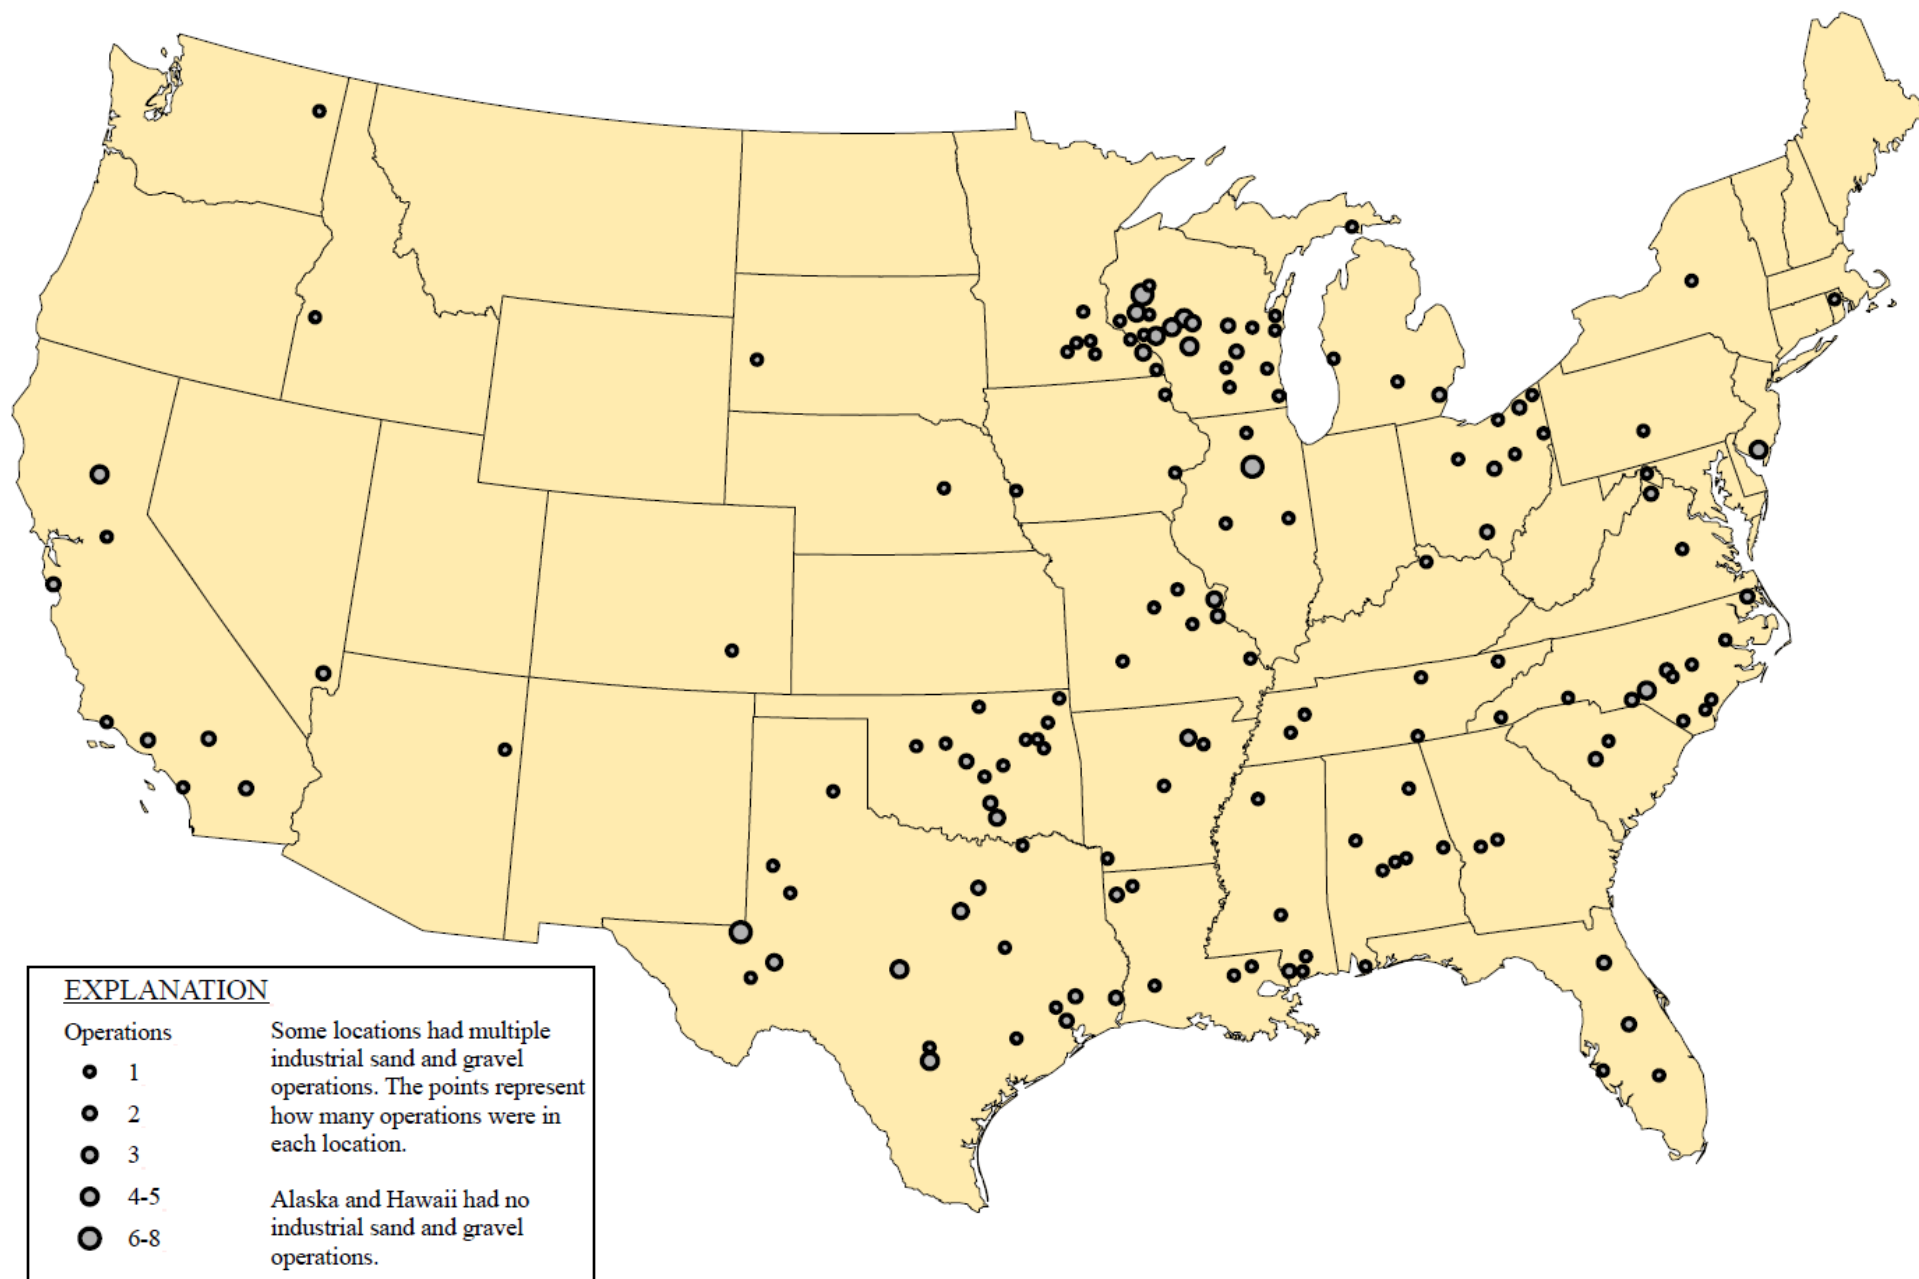 EXPLANATION
Operations
1
2
3
4-5
6-8
Some locations had multiple
industrial sand and gravel
operations. The points represent
how many operations were in
each location.
Alaska and Hawaii had no
industrial sand and gravel
operations.